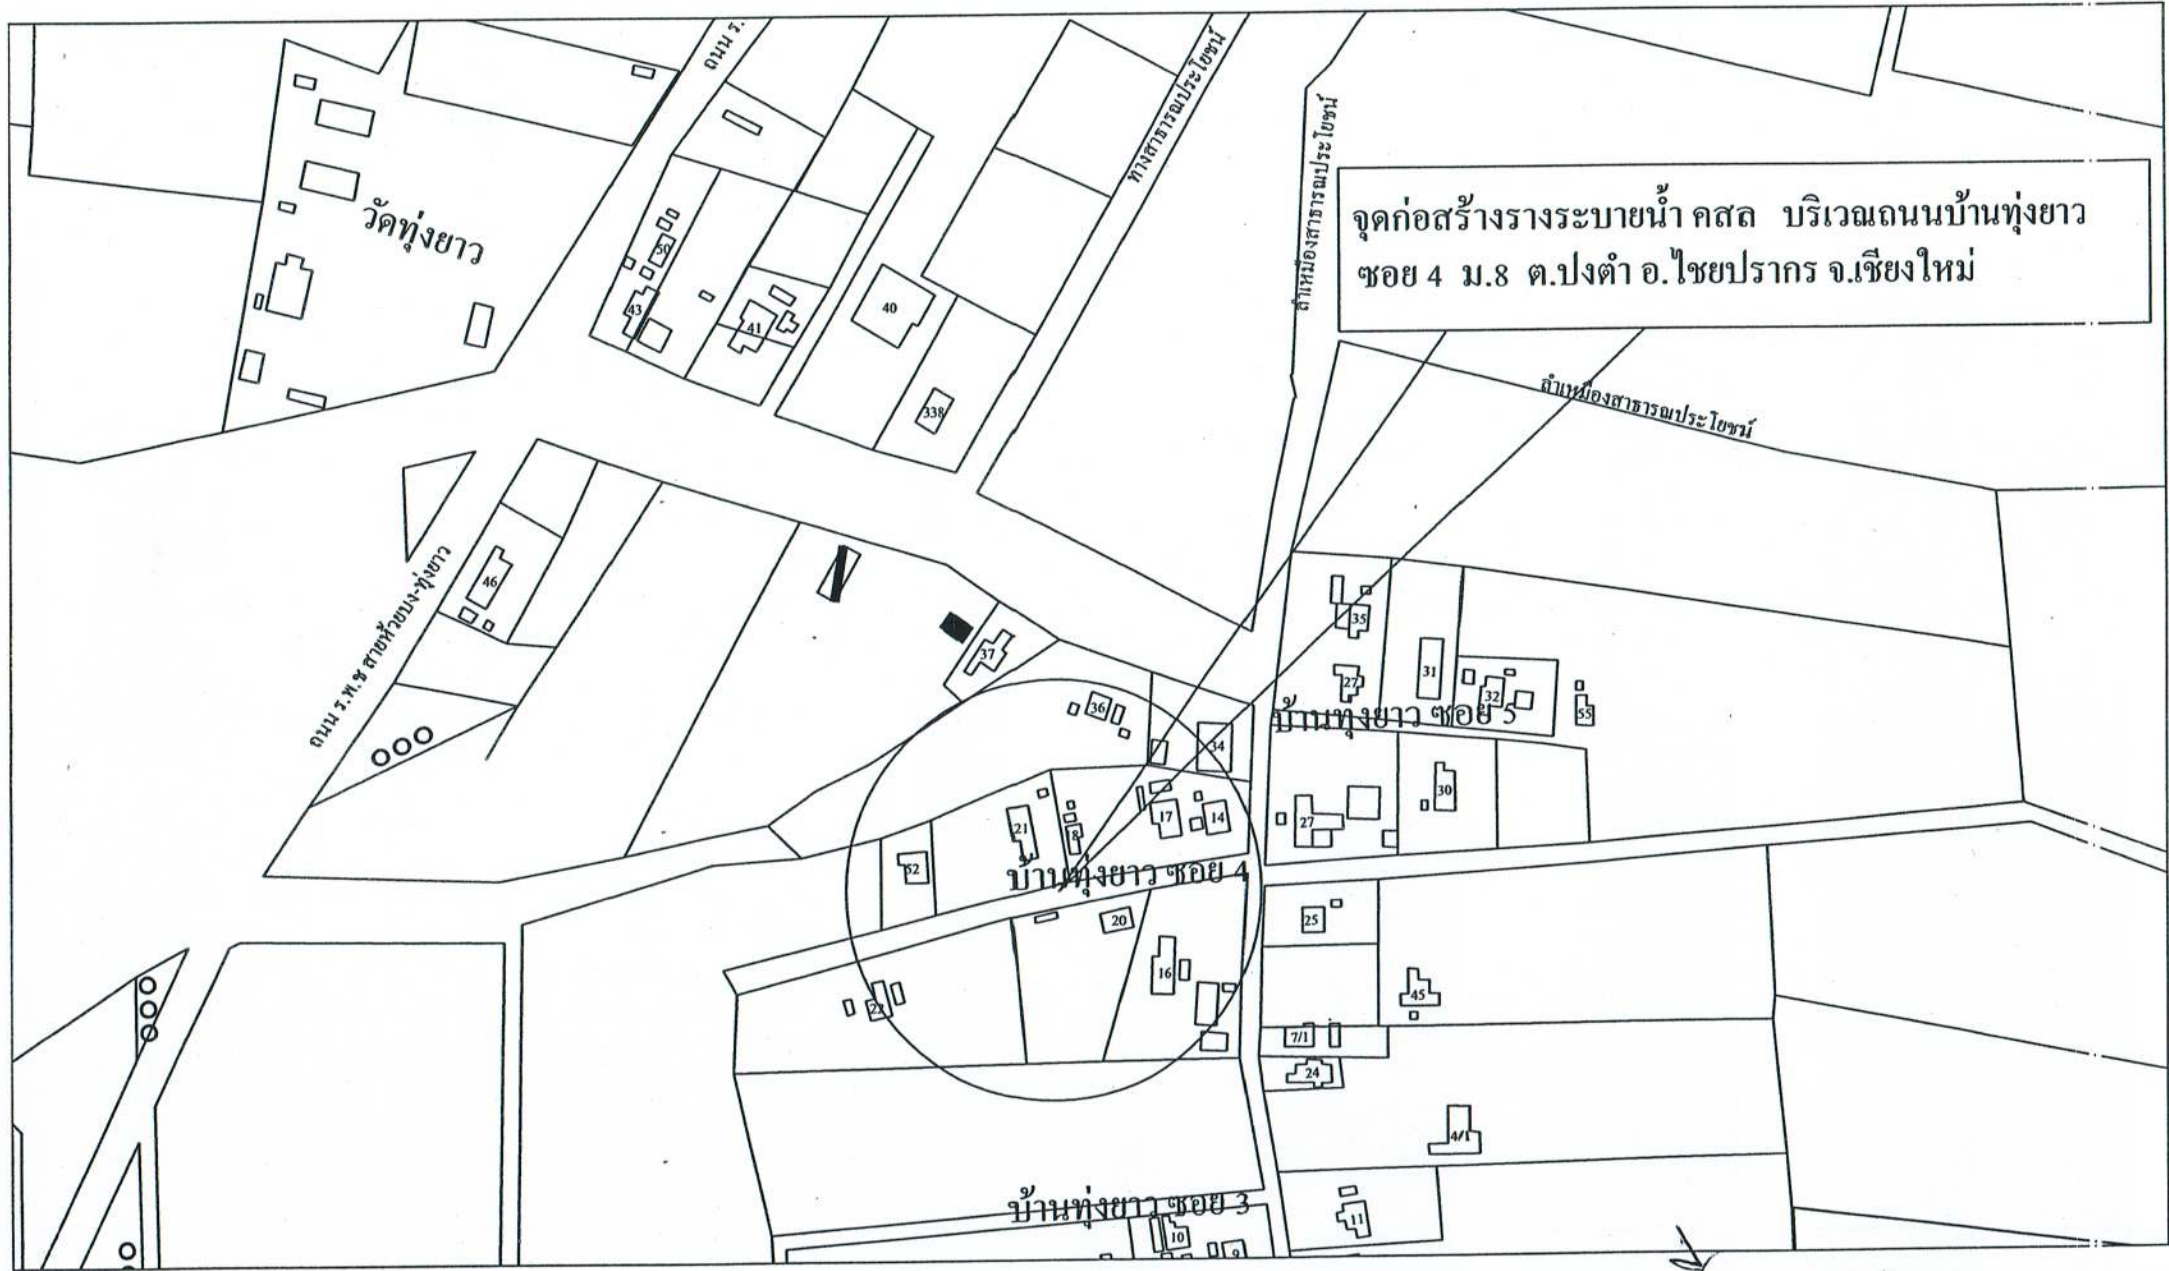 ถนน ร.
ทางสาธารณประโยชน์
ลำเหมืองสาธารณประโยชน์
จุดก่อสร้างรางระบายน้ำ คสล บริเวณถนนบ้านทุ่งยาว
ซอย 4 ม.8 ต.ปงตำ อ.ไชยปราการ จ.เชียงใหม่
วัดทุ่งยาว
50
43
41
40
338
ลำเหมืองสาธารณประโยชน์
46
ถนน ร.พ.ช สายห้วยบง-ทุ่งยาว
37
35
27
31
32
55
36
34
บ้านทุ่งยาว ซอย 5
30
21
18
17
14
27
52
บ้านทุ่งยาว ซอย 4
20
25
16
22
45
7/1
24
4/1
บ้านทุ่งยาว ซอย 3
11
10
9